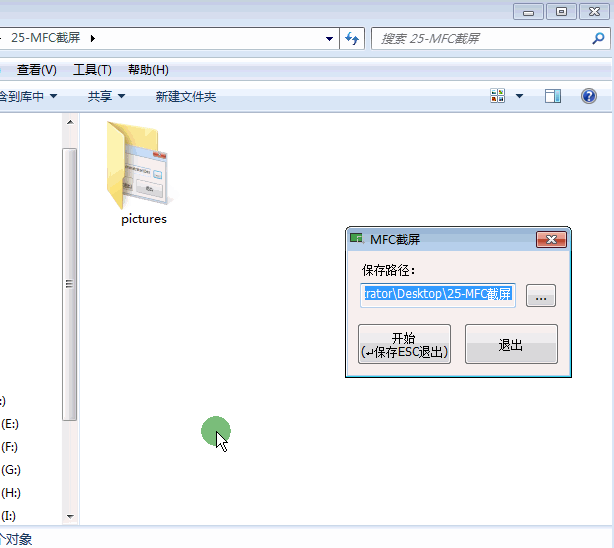 25-MFC截屏
搜索 25-MFC截屏
查看(V) 工具(T) 帮助(H)
含到库中 共享 新建文件夹
pictures
MFC截屏
保存路径:
trator\Desktop\25-MFC截屏
...
开始
(↵保存ESC退出)
退出
:)
(E:)
(F:)
(G:)
(H:)
(I:)
个对象